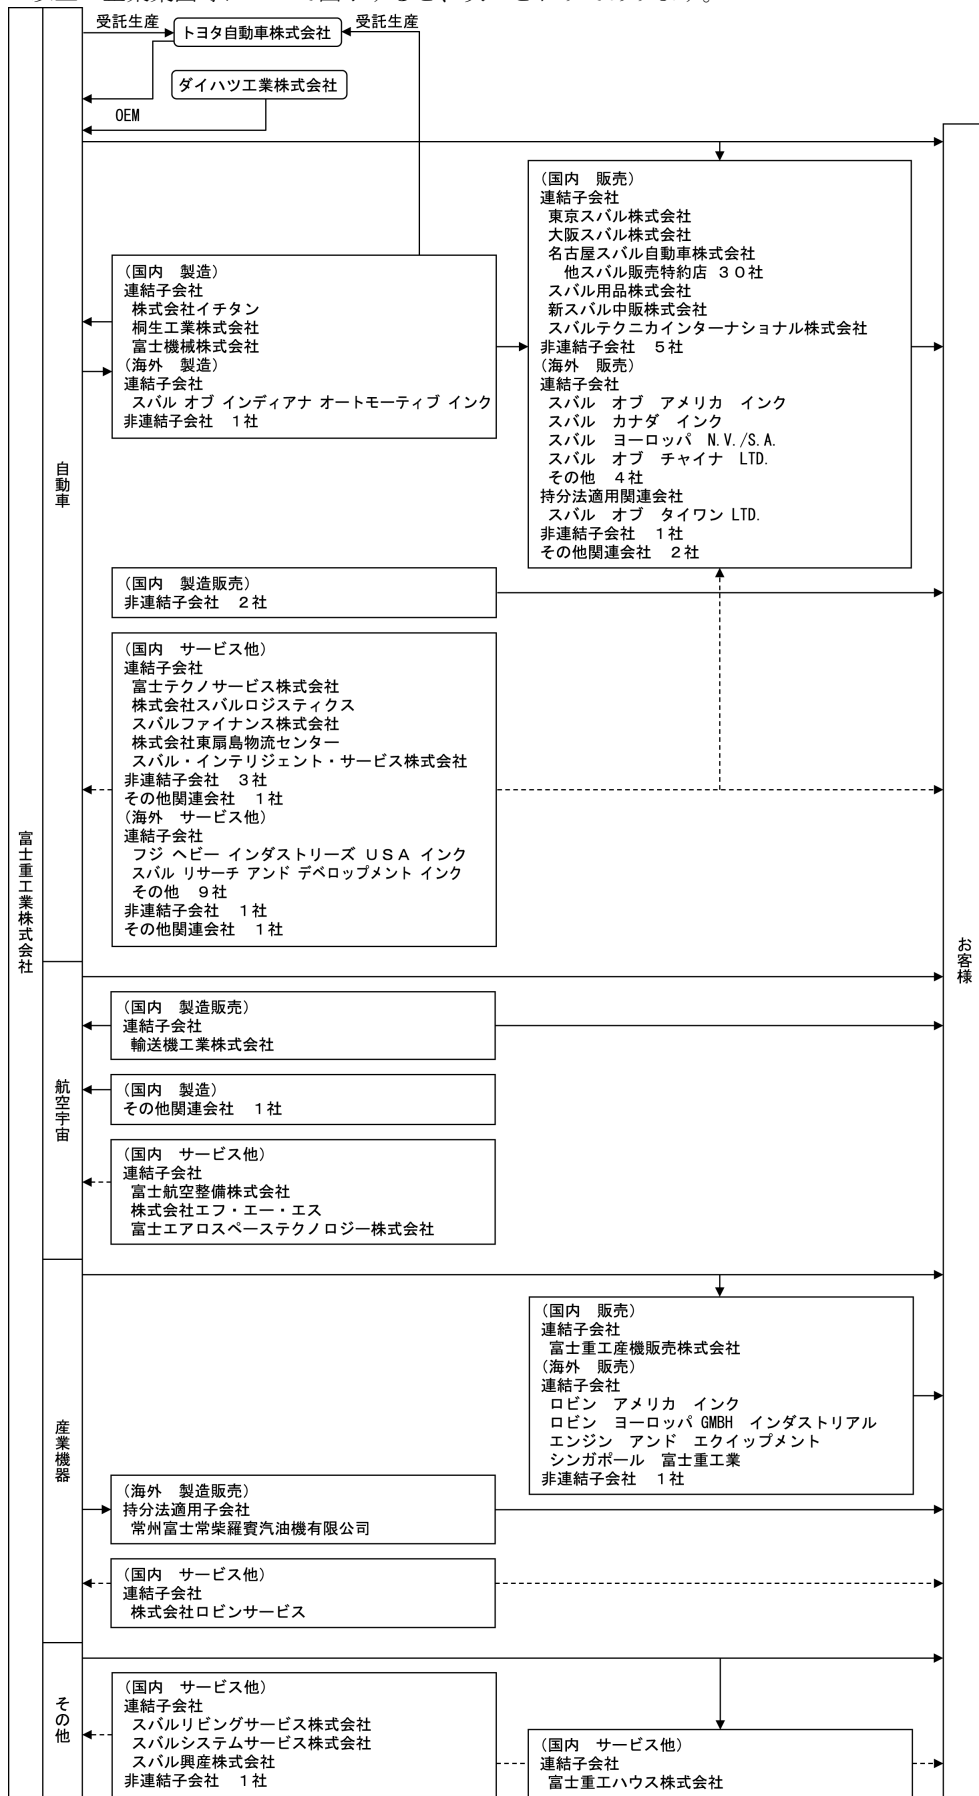 受託生産
トヨタ自動車株式会社
受託生産
ダイハツ工業株式会社
OEM
（国内　販売）
連結子会社
東京スバル株式会社
大阪スバル株式会社
名古屋スバル自動車株式会社
他スバル販売特約店　３０社
スバル用品株式会社
新スバル中販株式会社
スバルテクニカインターナショナル株式会社
非連結子会社　５社
（海外　販売）
連結子会社
スバル　オブ　アメリカ　インク
スバル　カナダ　インク
スバル　ヨーロッパ　N.V./S.A.
スバル　オブ　チャイナ　LTD.
その他　４社
持分法適用関連会社
スバル　オブ　タイワン LTD.
非連結子会社　１社
その他関連会社　２社
（国内　製造）
連結子会社
株式会社イチタン
桐生工業株式会社
富士機械株式会社
（海外　製造）
連結子会社
スバル オブ インディアナ オートモーティブ インク
非連結子会社　１社
自動車
（国内　製造販売）
非連結子会社　２社
（国内　サービス他）
連結子会社
富士テクノサービス株式会社
株式会社スバルロジスティクス
スバルファイナンス株式会社
株式会社東扇島物流センター
スバル・インテリジェント・サービス株式会社
非連結子会社　３社
その他関連会社　１社
（海外　サービス他）
連結子会社
フジ ヘビー インダストリーズ ＵＳＡ インク
スバル リサーチ アンド デベロップメント インク
その他　９社
非連結子会社　１社
その他関連会社　１社
富士重工業株式会社
お客様
（国内　製造販売）
連結子会社
輸送機工業株式会社
航空宇宙
（国内　製造）
その他関連会社　１社
（国内　サービス他）
連結子会社
富士航空整備株式会社
株式会社エフ・エー・エス
富士エアロスペーステクノロジー株式会社
（国内　販売）
連結子会社
富士重工産機販売株式会社
（海外　販売）
連結子会社
ロビン　アメリカ　インク
ロビン　ヨーロッパ GMBH　インダストリアル
エンジン　アンド　エクイップメント
シンガポール　富士重工業
非連結子会社　１社
産業機器
（海外　製造販売）
持分法適用子会社
常州富士常柴羅賓汽油機有限公司
（国内　サービス他）
連結子会社
株式会社ロビンサービス
その他
（国内　サービス他）
連結子会社
スバルリビングサービス株式会社
スバルシステムサービス株式会社
スバル興産株式会社
非連結子会社　１社
（国内　サービス他）
連結子会社
富士重工ハウス株式会社